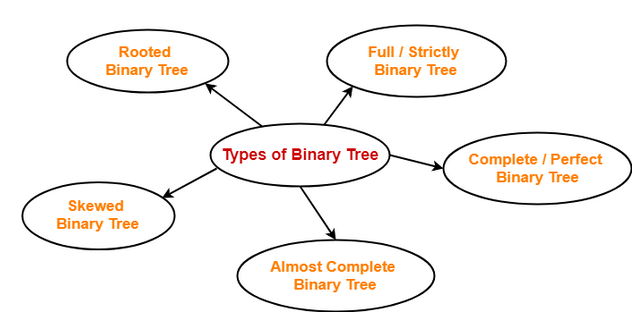 Rooted
Binary Tree
Full / Strictly
Binary Tree
Types of Binary Tree
Complete / Perfect
Binary Tree
Skewed
Binary Tree
Almost Complete
Binary Tree